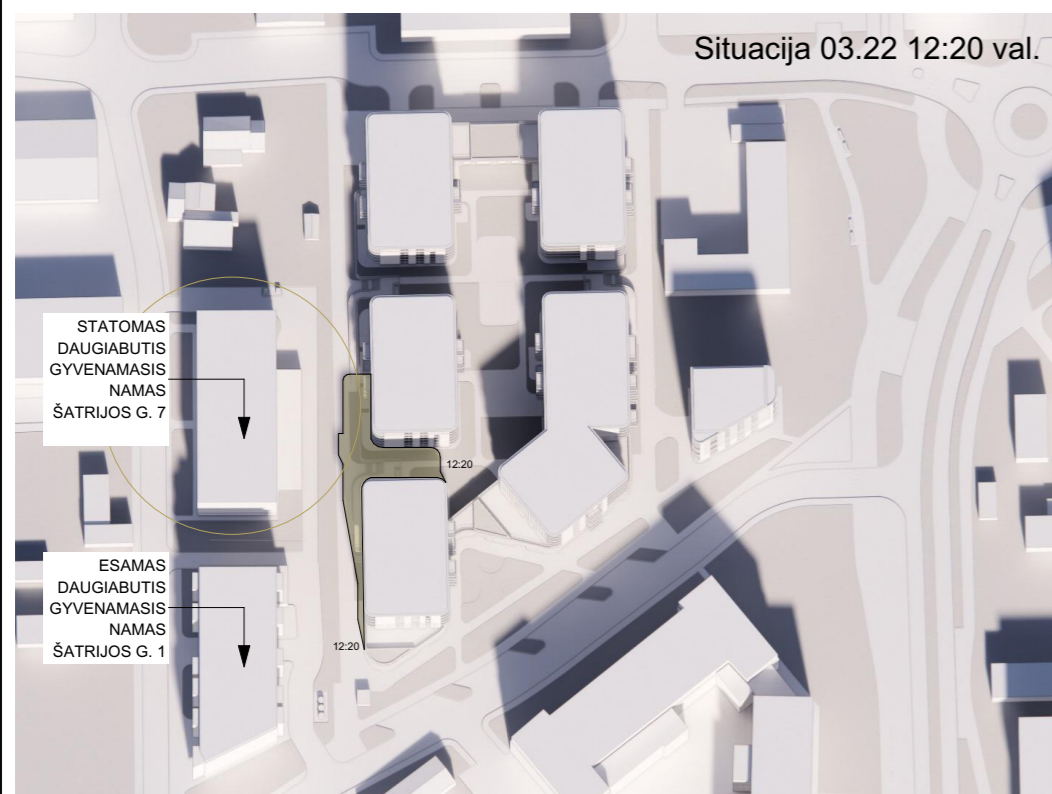 Situacija 03.22 12:20 val.
STATOMAS
DAUGIABUTIS
GYVENAMASIS
NAMAS
ŠATRIJOS G. 7
12:20
ESAMAS
DAUGIABUTIS
GYVENAMASIS
NAMAS
ŠATRIJOS G. 1
12:20